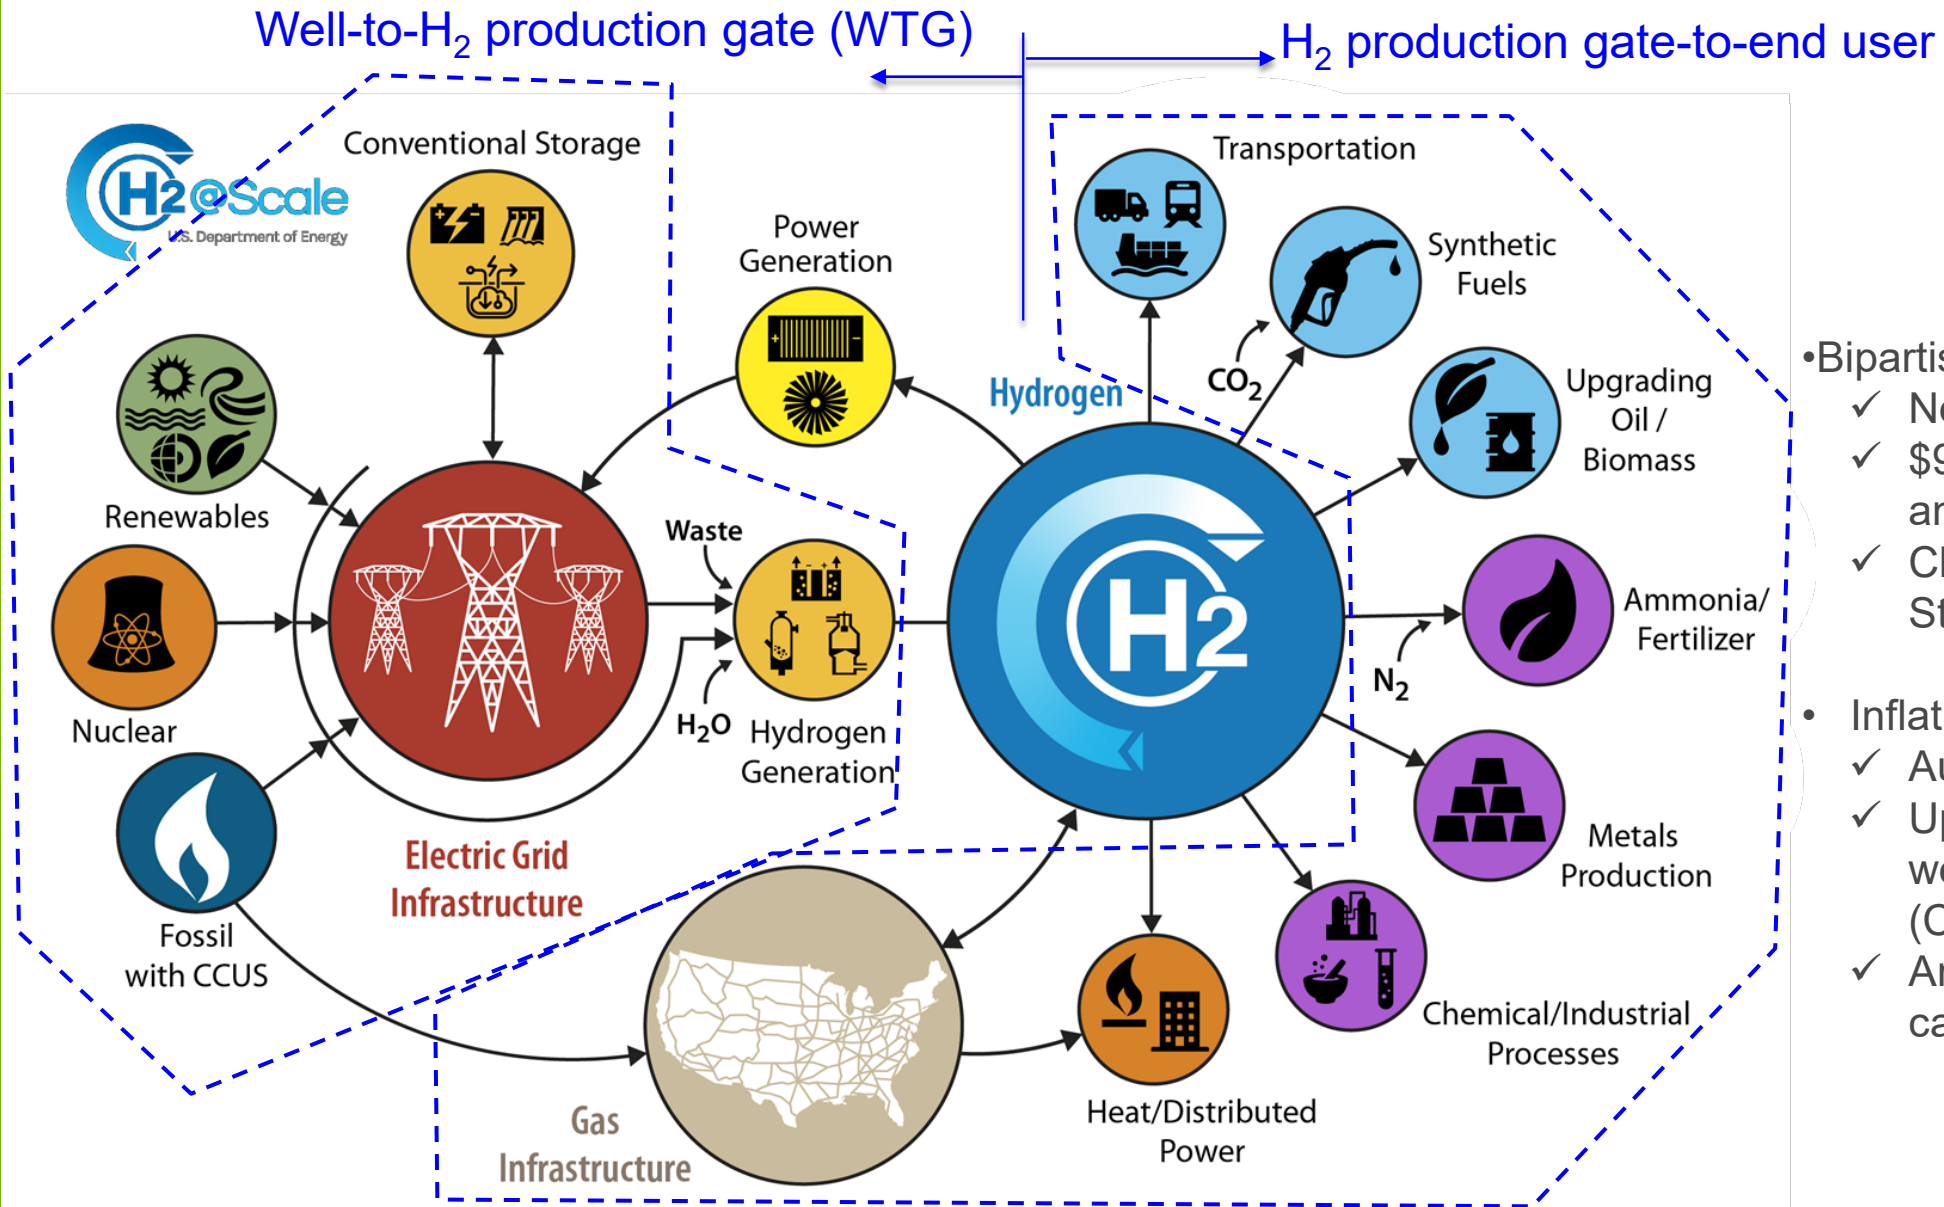 Well-to-H₂ production gate (WTG)
H₂ production gate-to-end user
H2@Scale
U.S. Department of Energy
Conventional Storage
Power
Generation
Transportation
Synthetic
Fuels
CO₂
Hydrogen
Upgrading
Oil /
Biomass
Renewables
Waste
H2
Ammonia/
Fertilizer
N₂
Nuclear
H₂O
Hydrogen
Generation
Metals
Production
Electric Grid
Infrastructure
Fossil
with CCUS
Chemical/Industrial
Processes
Gas
Infrastructure
Heat/Distributed
Power
•
✓
✓ $9
✓
• 
✓
✓
✓